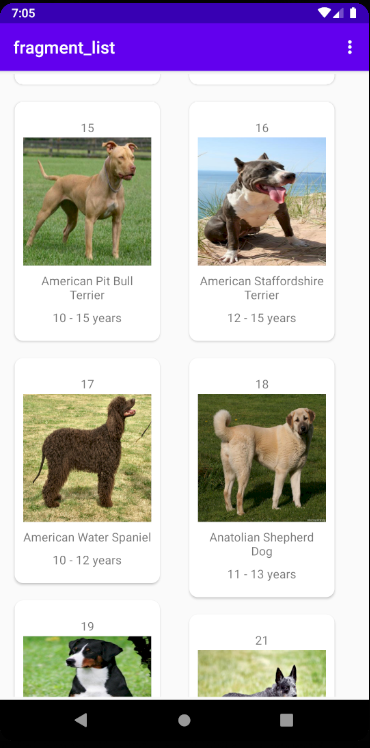 7:05
fragment_list
15
American Pit Bull
Terrier
10 - 15 years
16
American Staffordshire
Terrier
12 - 15 years
17
American Water Spaniel
10 - 12 years
18
Anatolian Shepherd
Dog
11 - 13 years
19
21